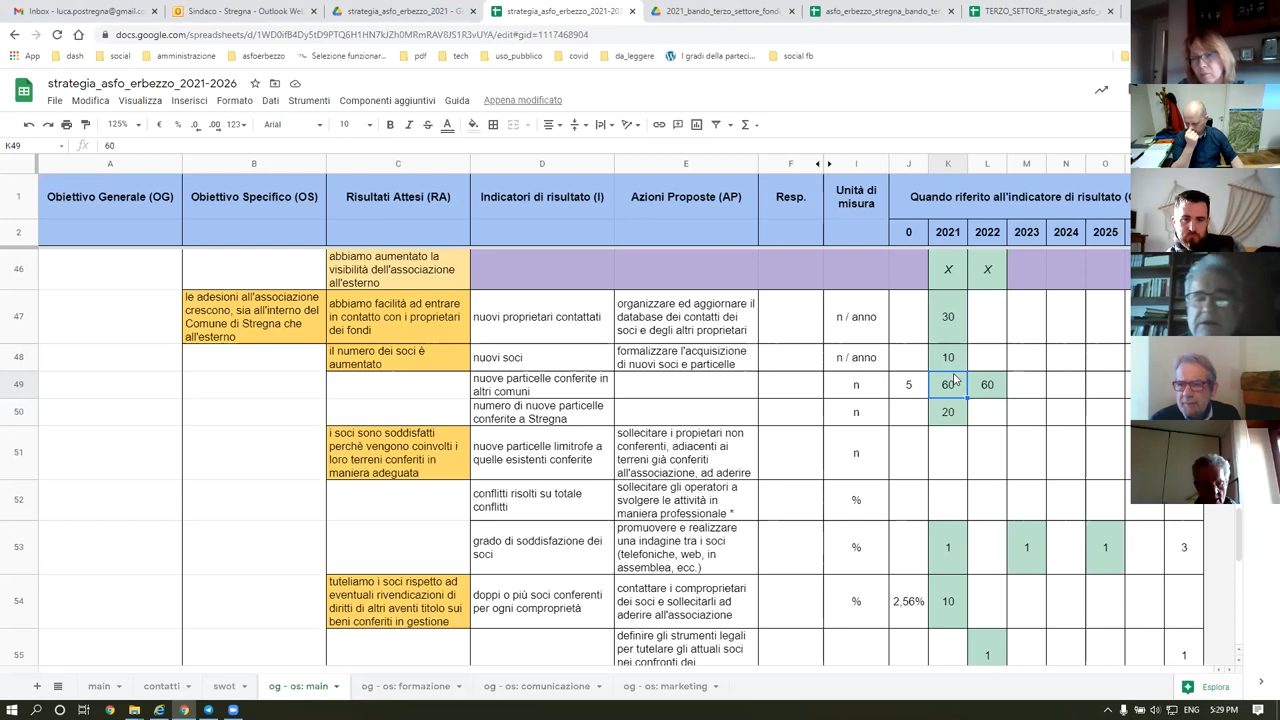 Inbox - luca.postregna@gmail.c
Sindaco - Stregna - Outlook Web
strategia_asfo_erbezzo_2021 - G
strategia_asfo_erbezzo_2021-202
2021_bando_terzo_settore_fond
asfo_erbezzo_stregna_bando_te
TERZO_SETTORE_strategia_asfo_e
docs.google.com/spreadsheets/d/1WD0ifB4Dy5tD9PTQ6H1HN7kJZh0MRmRAV8JS1R3vUYA/edit#gid=1117468904
App dash social amministrazione asfoerbezzo Selezione funzionar... pdf tech uso_pubblico covid da_leggere I gradi della parteci... social fb
strategia_asfo_erbezzo_2021-2026
File Modifica Visualizza Inserisci Formato Dati Strumenti Componenti aggiuntivi Guida Appena modificato
125% € % .0 .00 123 Arial 10 B I S A Σ
K49 fx 60
A B C D E F I J K L M N O
1 Obiettivo Generale (OG) Obiettivo Specifico (OS) Risultati Attesi (RA) Indicatori di risultato (I) Azioni Proposte (AP) Resp. Unità di misura Quando riferito all'indicatore di risultato (
2 0 2021 2022 2023 2024 2025
46 abbiamo aumentato la visibilità dell'associazione all'esterno X X
47 le adesioni all'associazione crescono, sia all'interno del Comune di Stregna che all'esterno abbiamo facilità ad entrare in contatto con i proprietari dei fondi nuovi proprietari contattati organizzare ed aggiornare il database dei contatti dei soci e degli altri proprietari n / anno 30
48 il numero dei soci è aumentato nuovi soci formalizzare l'acquisizione di nuovi soci e particelle n / anno 10
49 nuove particelle conferite in altri comuni n 5 60 60
50 numero di nuove particelle conferite a Stregna n 20
51 i soci sono soddisfatti perchè vengono coinvolti i loro terreni conferiti in maniera adeguata nuove particelle limitrofe a quelle esistenti conferite sollecitare i propietari non conferenti, adiacenti ai terreni già conferiti all'associazione, ad aderire n
52 conflitti risolti su totale conflitti sollecitare gli operatori a svolgere le attività in maniera professionale * %
53 grado di soddisfazione dei soci promuovere e realizzare una indagine tra i soci (telefoniche, web, in assemblea, ecc.) % 1 1 1 3
54 tuteliamo i soci rispetto ad eventuali rivendicazioni di diritti di altri aventi titolo sui beni conferiti in gestione doppi o più soci conferenti per ogni comproprietà contattare i comproprietari dei soci e sollecitarli ad aderire all'associazione % 2,56% 10
55 definire gli strumenti legali per tutelare gli attuali soci nei confronti dei 1 1
main contatti swot og - os: main og - os: formazione og - os: comunicazione og - os: marketing Esplora
ENG 5:29 PM